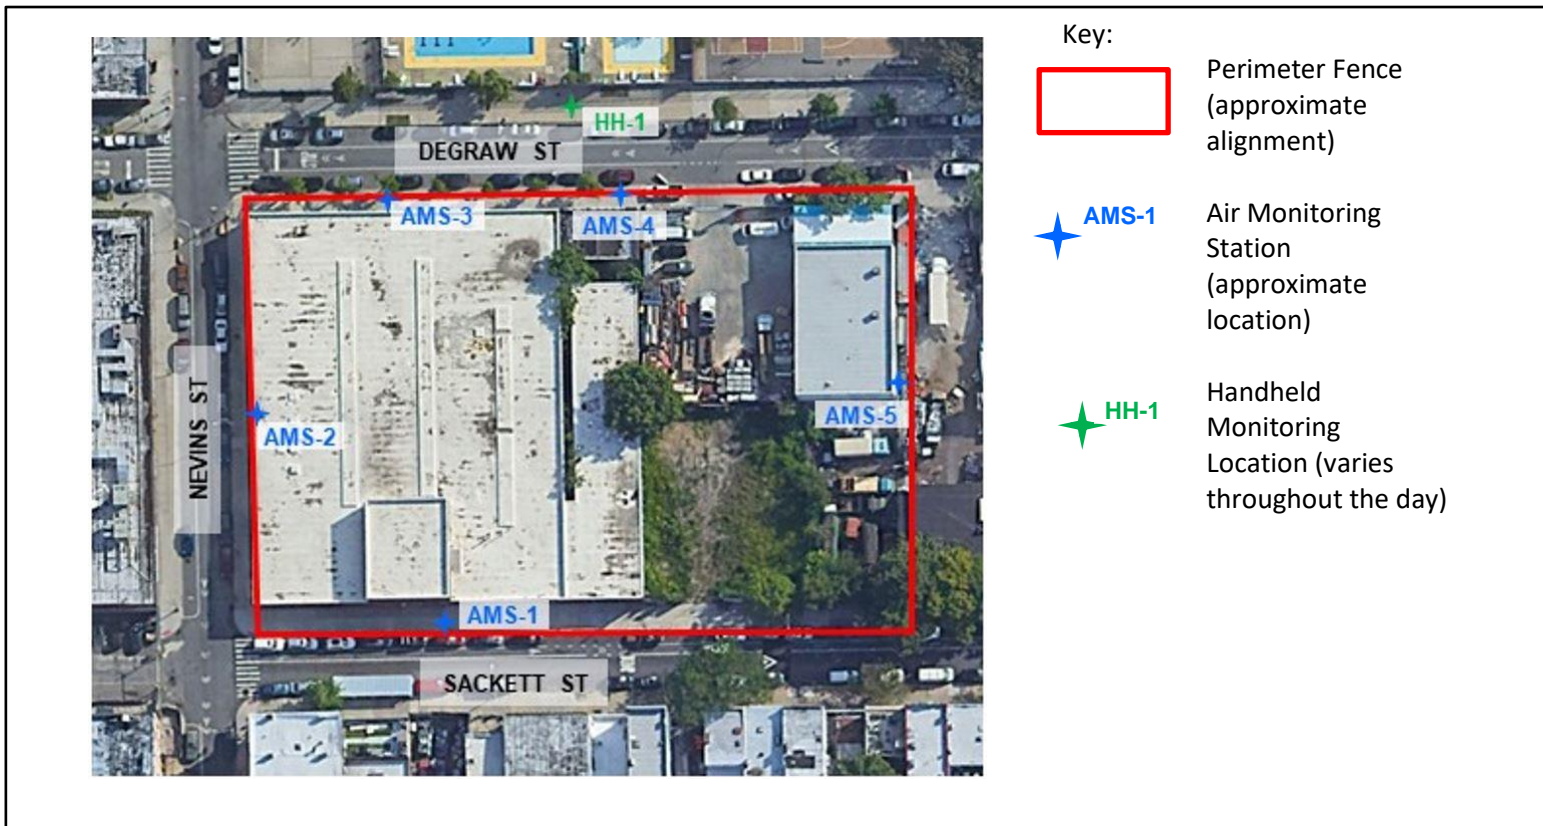 Key:
Perimeter Fence
(approximate
alignment)
AMS-1
Air Monitoring
Station
(approximate
location)
HH-1
Handheld
Monitoring
Location (varies
throughout the day)
HH-1
DEGRAW ST
AMS-3
AMS-4
NEVINS ST
AMS-2
AMS-5
AMS-1
SACKETT ST